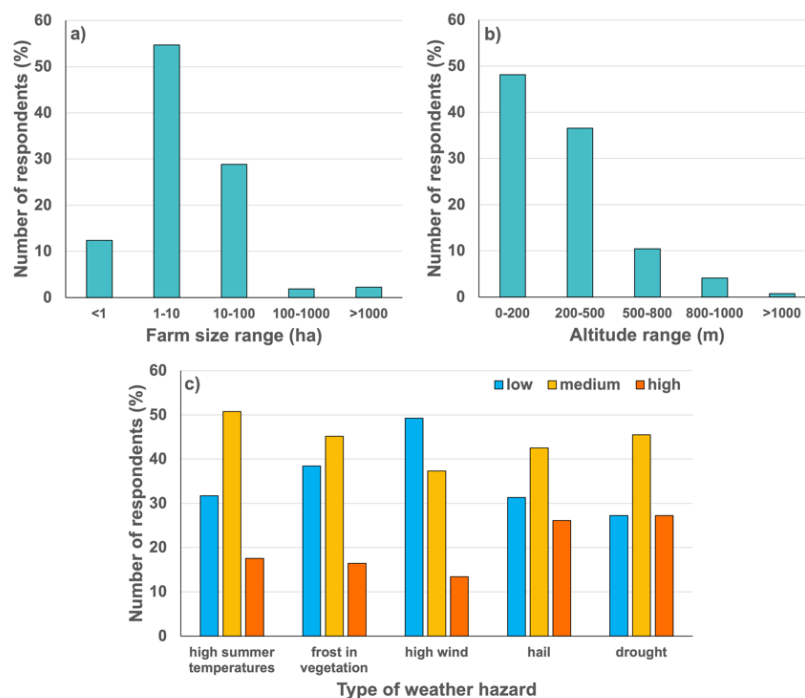 a)
Number of respondents (%)
60
50
40
30
20
10
0
<1 1-10 10-100 100-1000 >1000
Farm size range (ha)
b)
Number of respondents (%)
60
50
40
30
20
10
0
0-200 200-500 500-800 800-1000 >1000
Altitude range (m)
c)
low medium high
Number of respondents (%)
60
50
40
30
20
10
0
high summer temperatures
frost in vegetation
high wind
hail
drought
Type of weather hazard